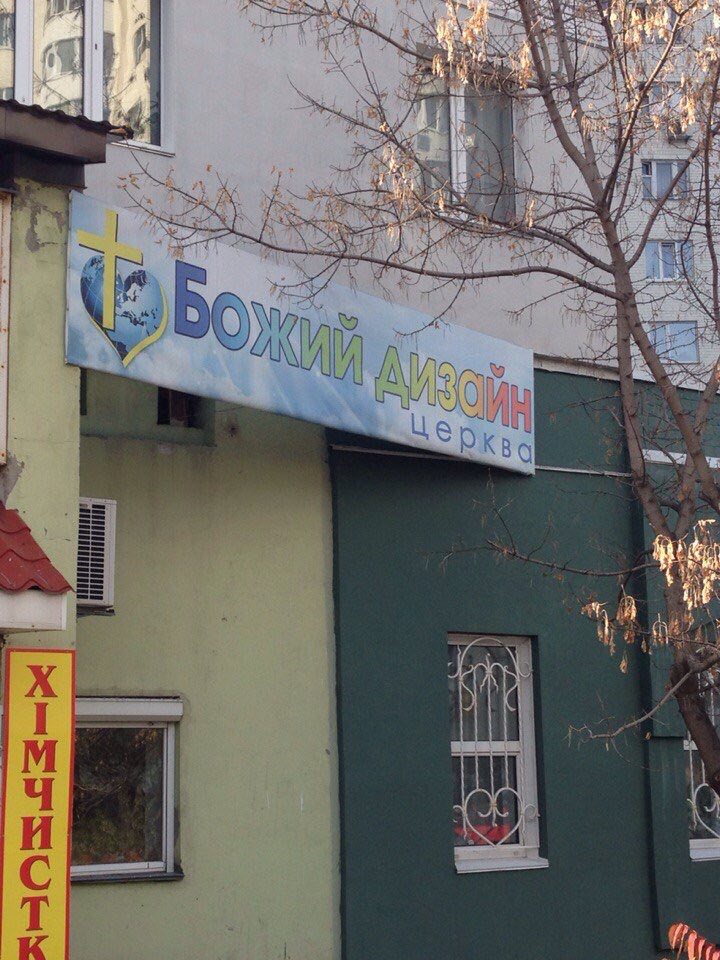 Божий дизайн
церква
ХІМЧИСТК